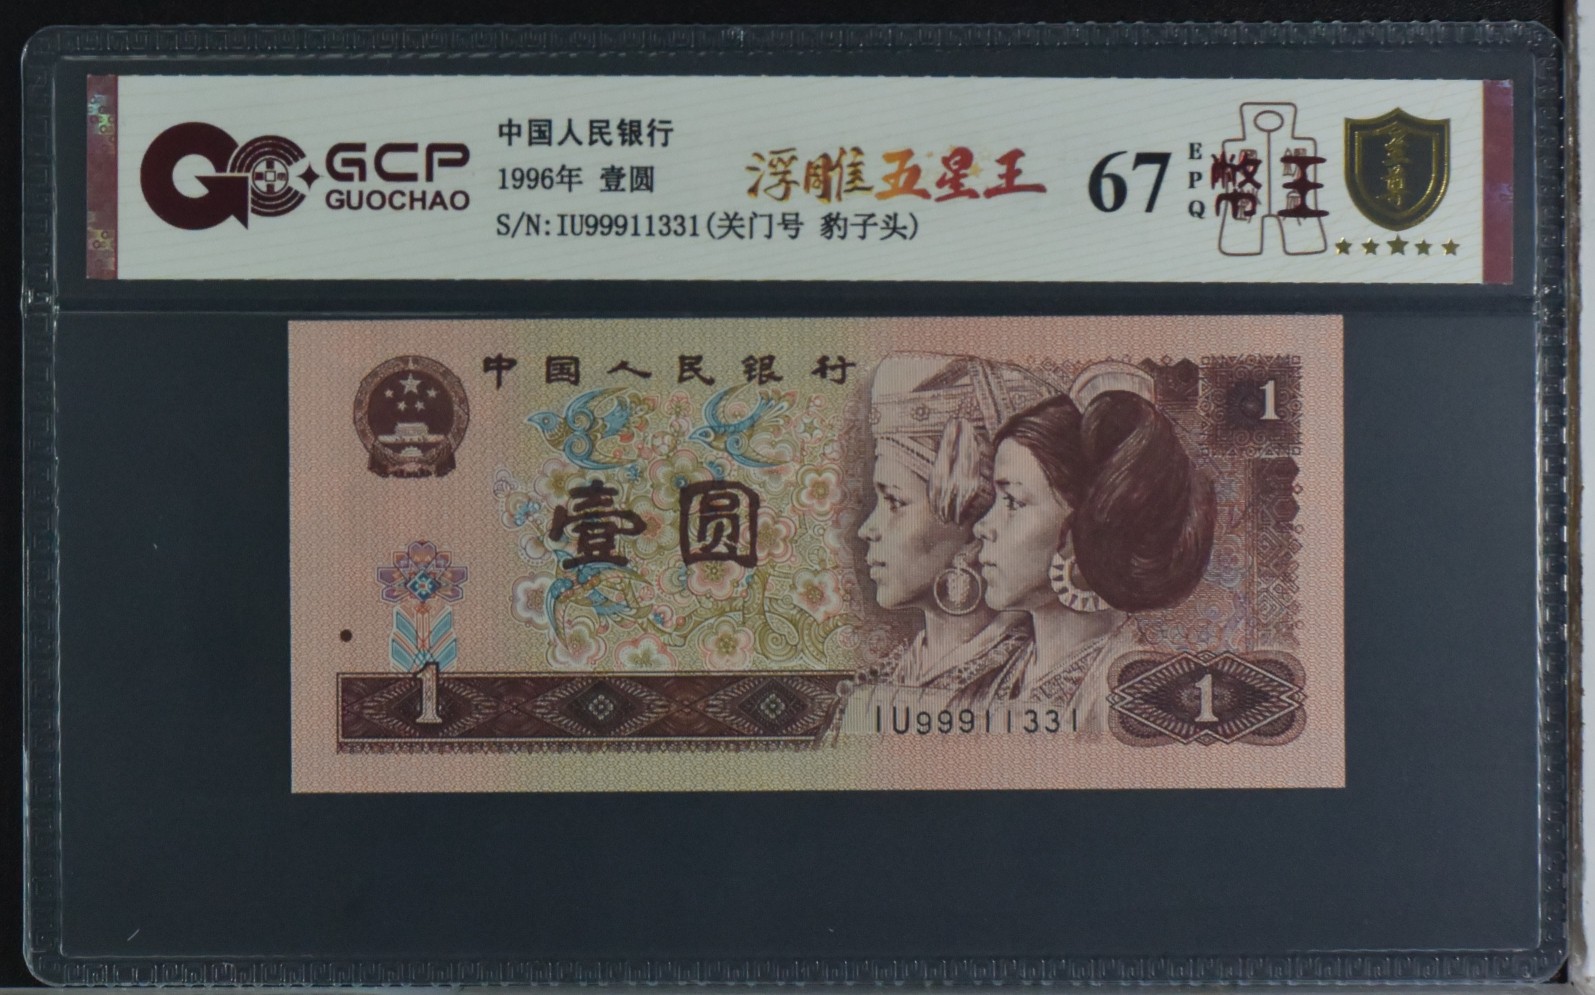 GCP
GUOCHAO
中国人民银行
1996年 壹圆
S/N:IU99911331(关门号 豹子头)
浮雕五星王
67
EPQ
币王
至尊
中国人民银行
1
壹圆
1
IU99911331
1